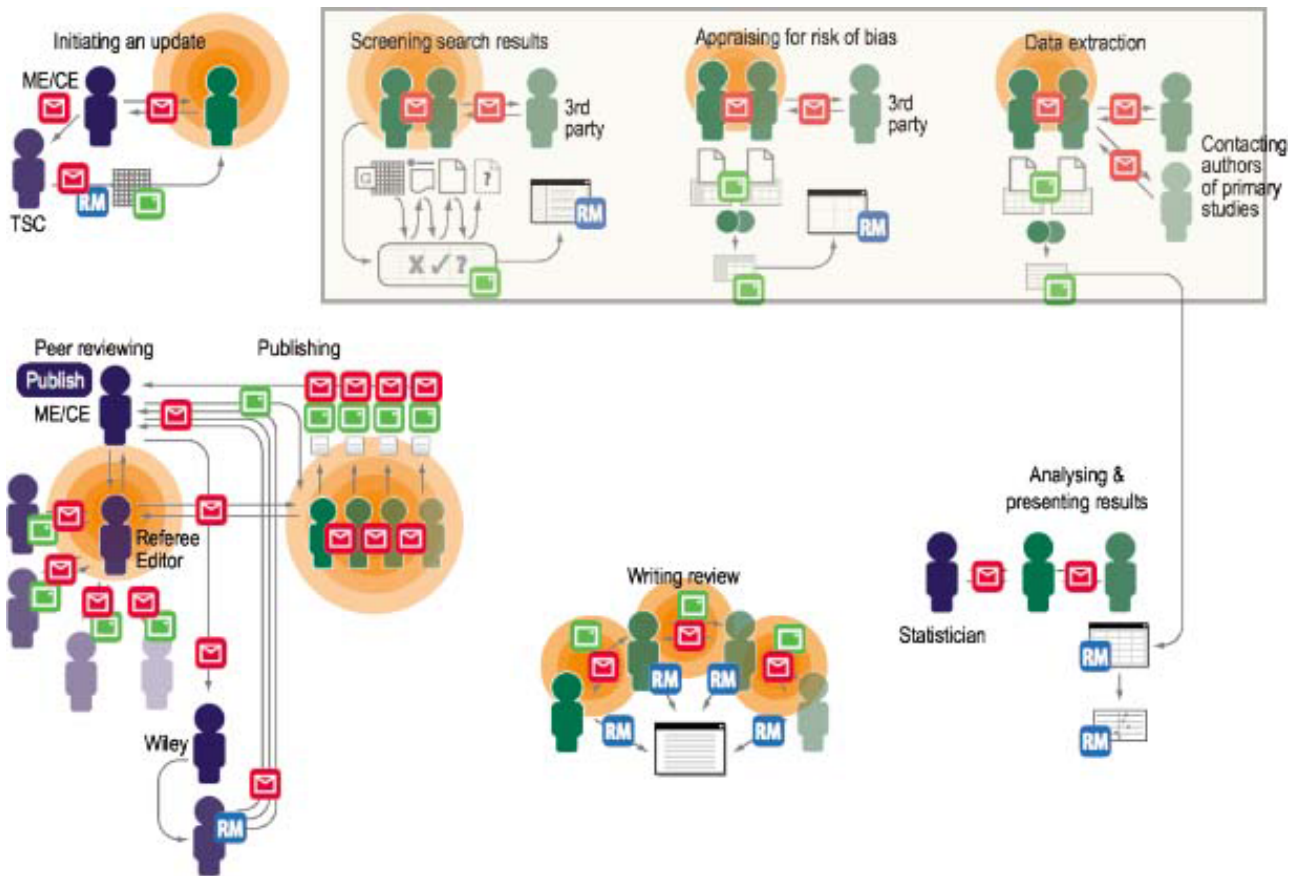 Initiating an update
ME/CE
TSC
RM
Screening search results
3rd
party
G
?
X ✓ ?
RM
Appraising for risk of bias
3rd
party
RM
Data extraction
Contacting
authors
of primary
studies
Peer reviewing
Publish
ME/CE
Referee
Editor
Publishing
Wiley
RM
Writing review
RM
RM
RM
RM
Analysing &
presenting results
Statistician
RM
RM